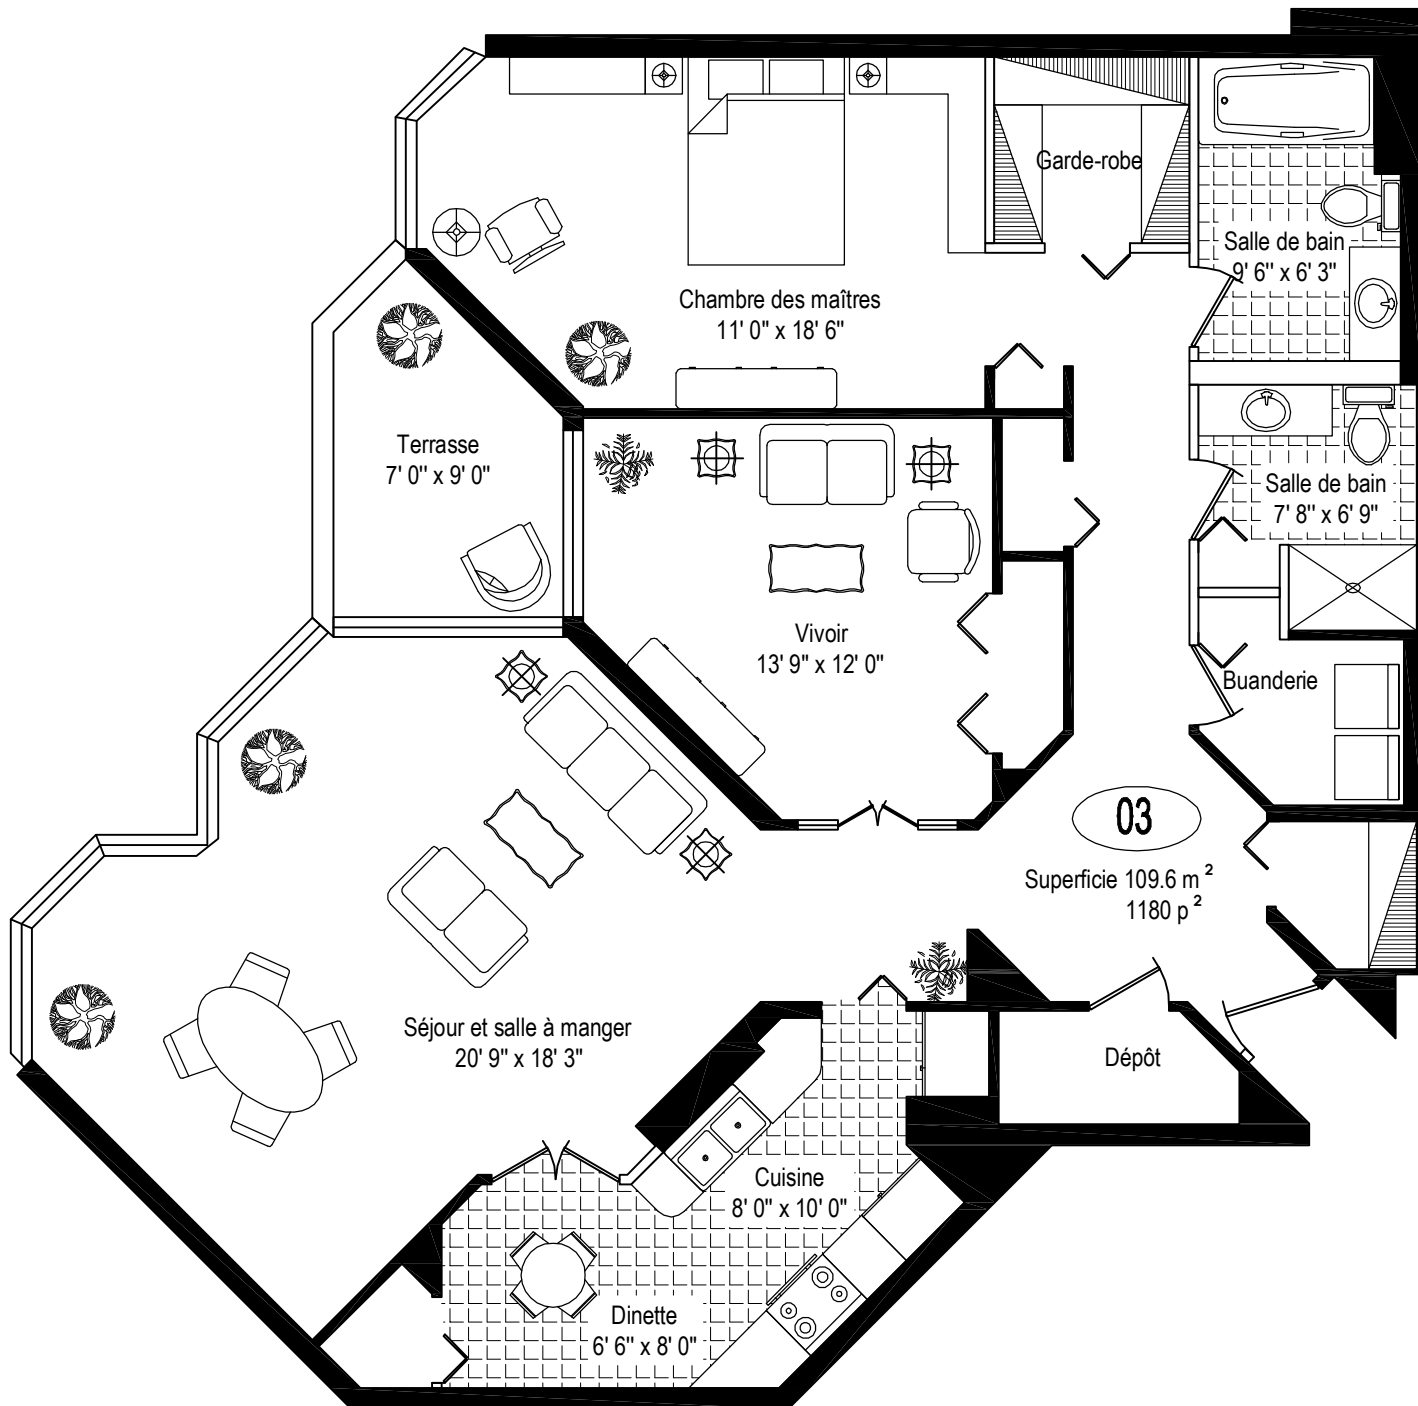 Garde-robe
Salle de bain
9' 6" x 6' 3"
Chambre des maîtres
11' 0" x 18' 6"
Terrasse
7' 0" x 9' 0"
Salle de bain
7' 8" x 6' 9"
Vivoir
13' 9" x 12' 0"
Buanderie
03
Superficie 109.6 m²
1180 p²
Séjour et salle à manger
20' 9" x 18' 3"
Dépôt
Cuisine
8' 0" x 10' 0"
Dinette
6' 6" x 8' 0"